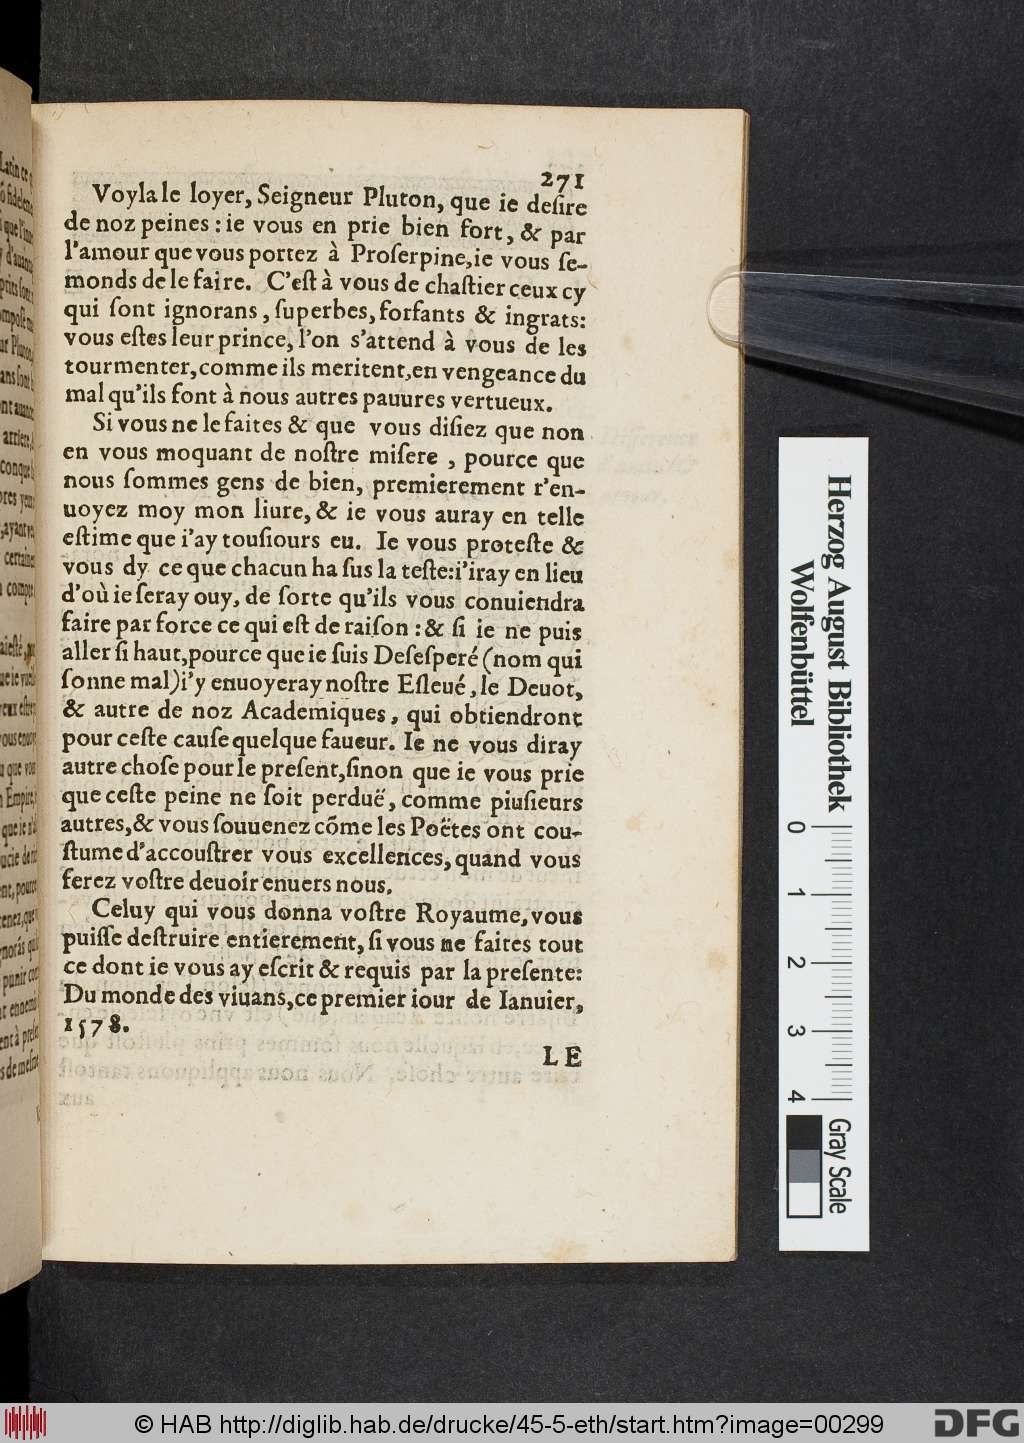 271
Voyla le loyer, Seigneur Pluton, que ie deſire
de noz peines : ie vous en prie bien fort, & par
l'amour que vous portez à Proſerpine,ie vous ſe-
monds de le faire. C'eſt à vous de chaſtier ceux cy
qui ſont ignorans, ſuperbes, forfants & ingrats:
vous eſtes leur prince, l'on s'attend à vous de les
tourmenter,comme ils meritent,en vengeance du
mal qu'ils font à nous autres pauures vertueux.
Si vous ne le faites & que vous diſiez que non
en vous moquant de noſtre miſere , pource que
nous ſommes gens de bien, premierement r'en-
uoyez moy mon liure, & ie vous auray en telle
eſtime que i'ay touſiours eu. Ie vous proteſte &
vous dy ce que chacun ha ſus la teſte:i'iray en lieu
d'où ie ſeray ouy, de ſorte qu'ils vous conuiendra
faire par force ce qui eſt de raiſon : & ſi ie ne puis
aller ſi haut,pource que ie ſuis Deſeſperé (nom qui
ſonne mal)i'y enuoyeray noſtre Eſleué, le Deuot,
& autre de noz Academiques, qui obtiendront
pour ceſte cauſe quelque faueur. Ie ne vous diray
autre choſe pour le preſent,ſinon que ie vous prie
que ceſte peine ne ſoit perduë, comme pluſieurs
autres,& vous ſouuenez cõme les Poëtes ont cou-
ſtume d'accouſtrer vous excellences, quand vous
ferez voſtre deuoir enuers nous.
Celuy qui vous donna voſtre Royaume, vous
puiſſe deſtruire entierement, ſi vous ne faites tout
ce dont ie vous ay eſcrit & requis par la preſente:
Du monde des viuans,ce premier iour de Ianuier,
1578.
LE
Herzog August Bibliothek
Wolfenbüttel
0 1 2 3 4
Gray Scale
© HAB http://diglib.hab.de/drucke/45-5-eth/start.htm?image=00299
DFG